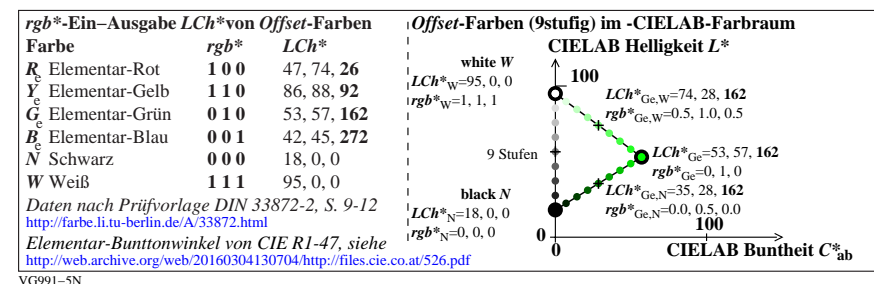 rgb*-Ein−Ausgabe LCh*von Offset-Farben
Farbe rgb* LCh*
Re Elementar-Rot 1 0 0 47, 74, 26
Ye Elementar-Gelb 1 1 0 86, 88, 92
Ge Elementar-Grün 0 1 0 53, 57, 162
Be Elementar-Blau 0 0 1 42, 45, 272
N Schwarz 0 0 0 18, 0, 0
W Weiß 1 1 1 95, 0, 0
Daten nach Prüfvorlage DIN 33872-2, S. 9-12
http://farbe.li.tu-berlin.de/A/33872.html
Elementar-Bunttonwinkel von CIE R1-47, siehe
http://web.archive.org/web/20160304130704/http://files.cie.co.at/526.pdf
Offset-Farben (9stufig) im -CIELAB-Farbraum
CIELAB Helligkeit L*
white W
LCh*W=95, 0, 0
rgb*W=1, 1, 1
100
LCh*Ge,W=74, 28, 162
rgb*Ge,W=0.5, 1.0, 0.5
9 Stufen
LCh*Ge=53, 57, 162
rgb*Ge=0, 1, 0
LCh*Ge,N=35, 28, 162
rgb*Ge,N=0.0, 0.5, 0.0
black N
LCh*N=18, 0, 0
rgb*N=0, 0, 0
0
0
100
CIELAB Buntheit C*ab
VG991−5N